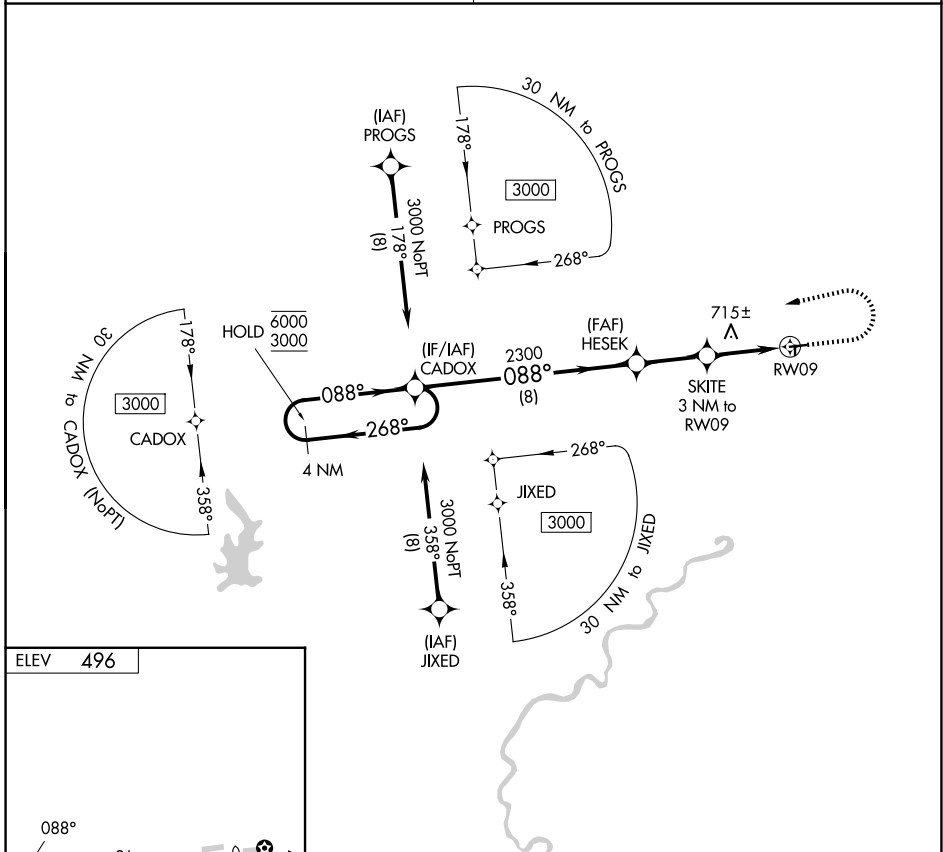 (IAF)
PROGS
3000 NoPT
178°
(8)
30 NM to PROGS
178°
3000
PROGS
268°
30 NM to CADOX (NoPT)
178°
3000
CADOX
358°
HOLD 6000
3000
088°
268°
4 NM
(IF/IAF)
CADOX
2300
088°
(8)
(FAF)
HESEK
715±
SKITE
3 NM to
RW09
RW09
3000 NoPT
358°
(8)
(IAF)
JIXED
268°
JIXED
3000
358°
30 NM to JIXED
ELEV 496
088°